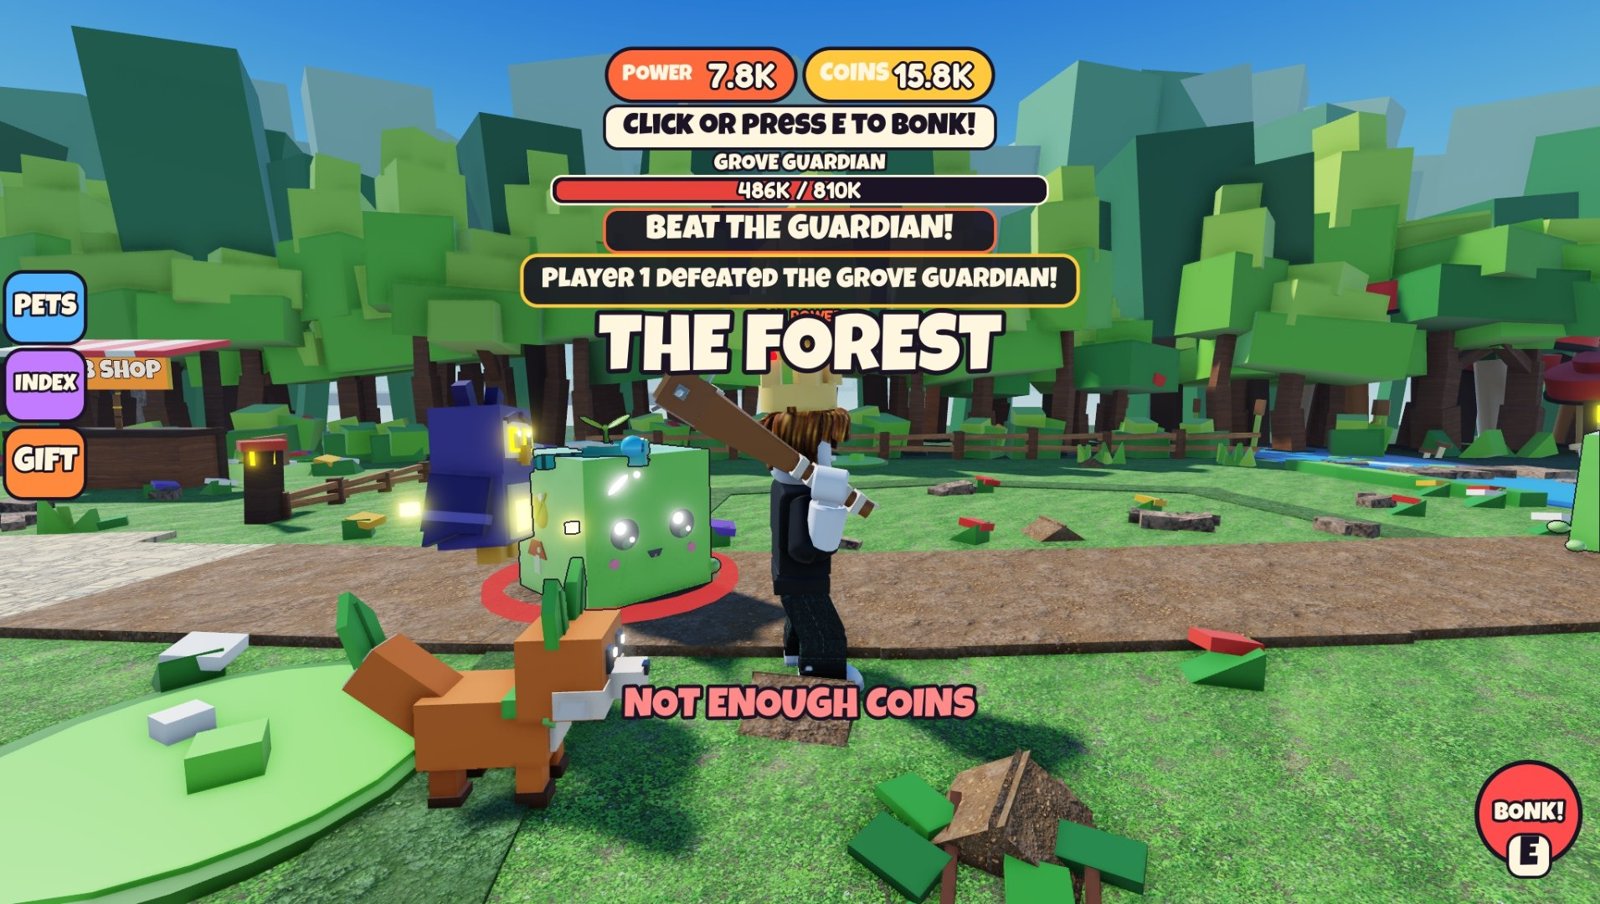 POWER 7.8K
COINS 15.8K
CLICK OR PRESS E TO BONK!
GROVE GUARDIAN
486K / 810K
BEAT THE GUARDIAN!
PLAYER 1 DEFEATED THE GROVE GUARDIAN!
THE FOREST
PETS
INDEX
GIFT
SHOP
NOT ENOUGH COINS
BONK!
E